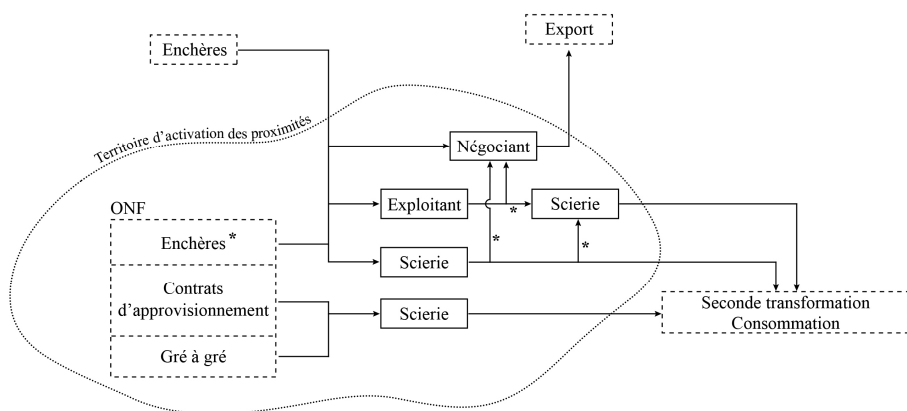 Export
Enchères
Territoire d'activation des proximités
Négociant
ONF
Exploitant
*
Scierie
Enchères*
*
*
Scierie
Contrats
d'approvisionnement
Scierie
Seconde transformation
Consommation
Gré à gré